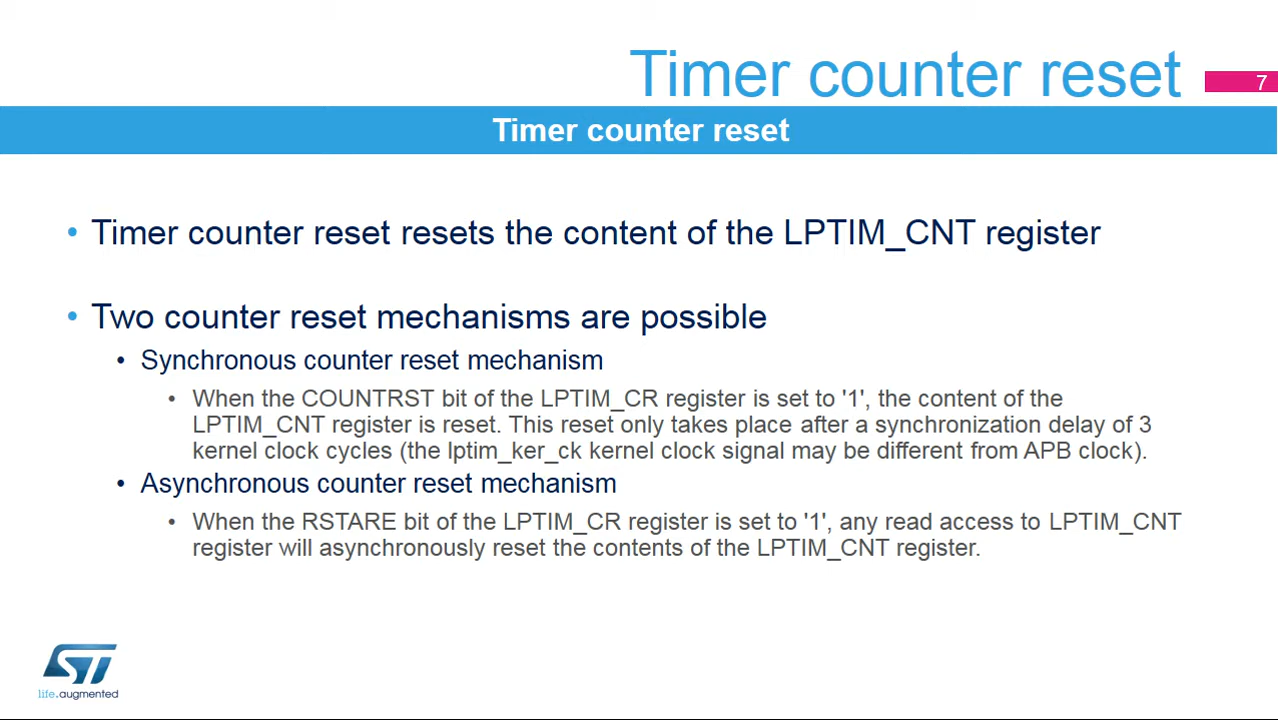 Timer counter reset
7
Timer counter reset
• Timer counter reset resets the content of the LPTIM_CNT register
• Two counter reset mechanisms are possible
• Synchronous counter reset mechanism
• When the COUNTRST bit of the LPTIM_CR register is set to '1', the content of the
LPTIM_CNT register is reset. This reset only takes place after a synchronization delay of 3
kernel clock cycles (the lptim_ker_ck kernel clock signal may be different from APB clock).
• Asynchronous counter reset mechanism
• When the RSTARE bit of the LPTIM_CR register is set to '1', any read access to LPTIM_CNT
register will asynchronously reset the contents of the LPTIM_CNT register.
ST
life.augmented